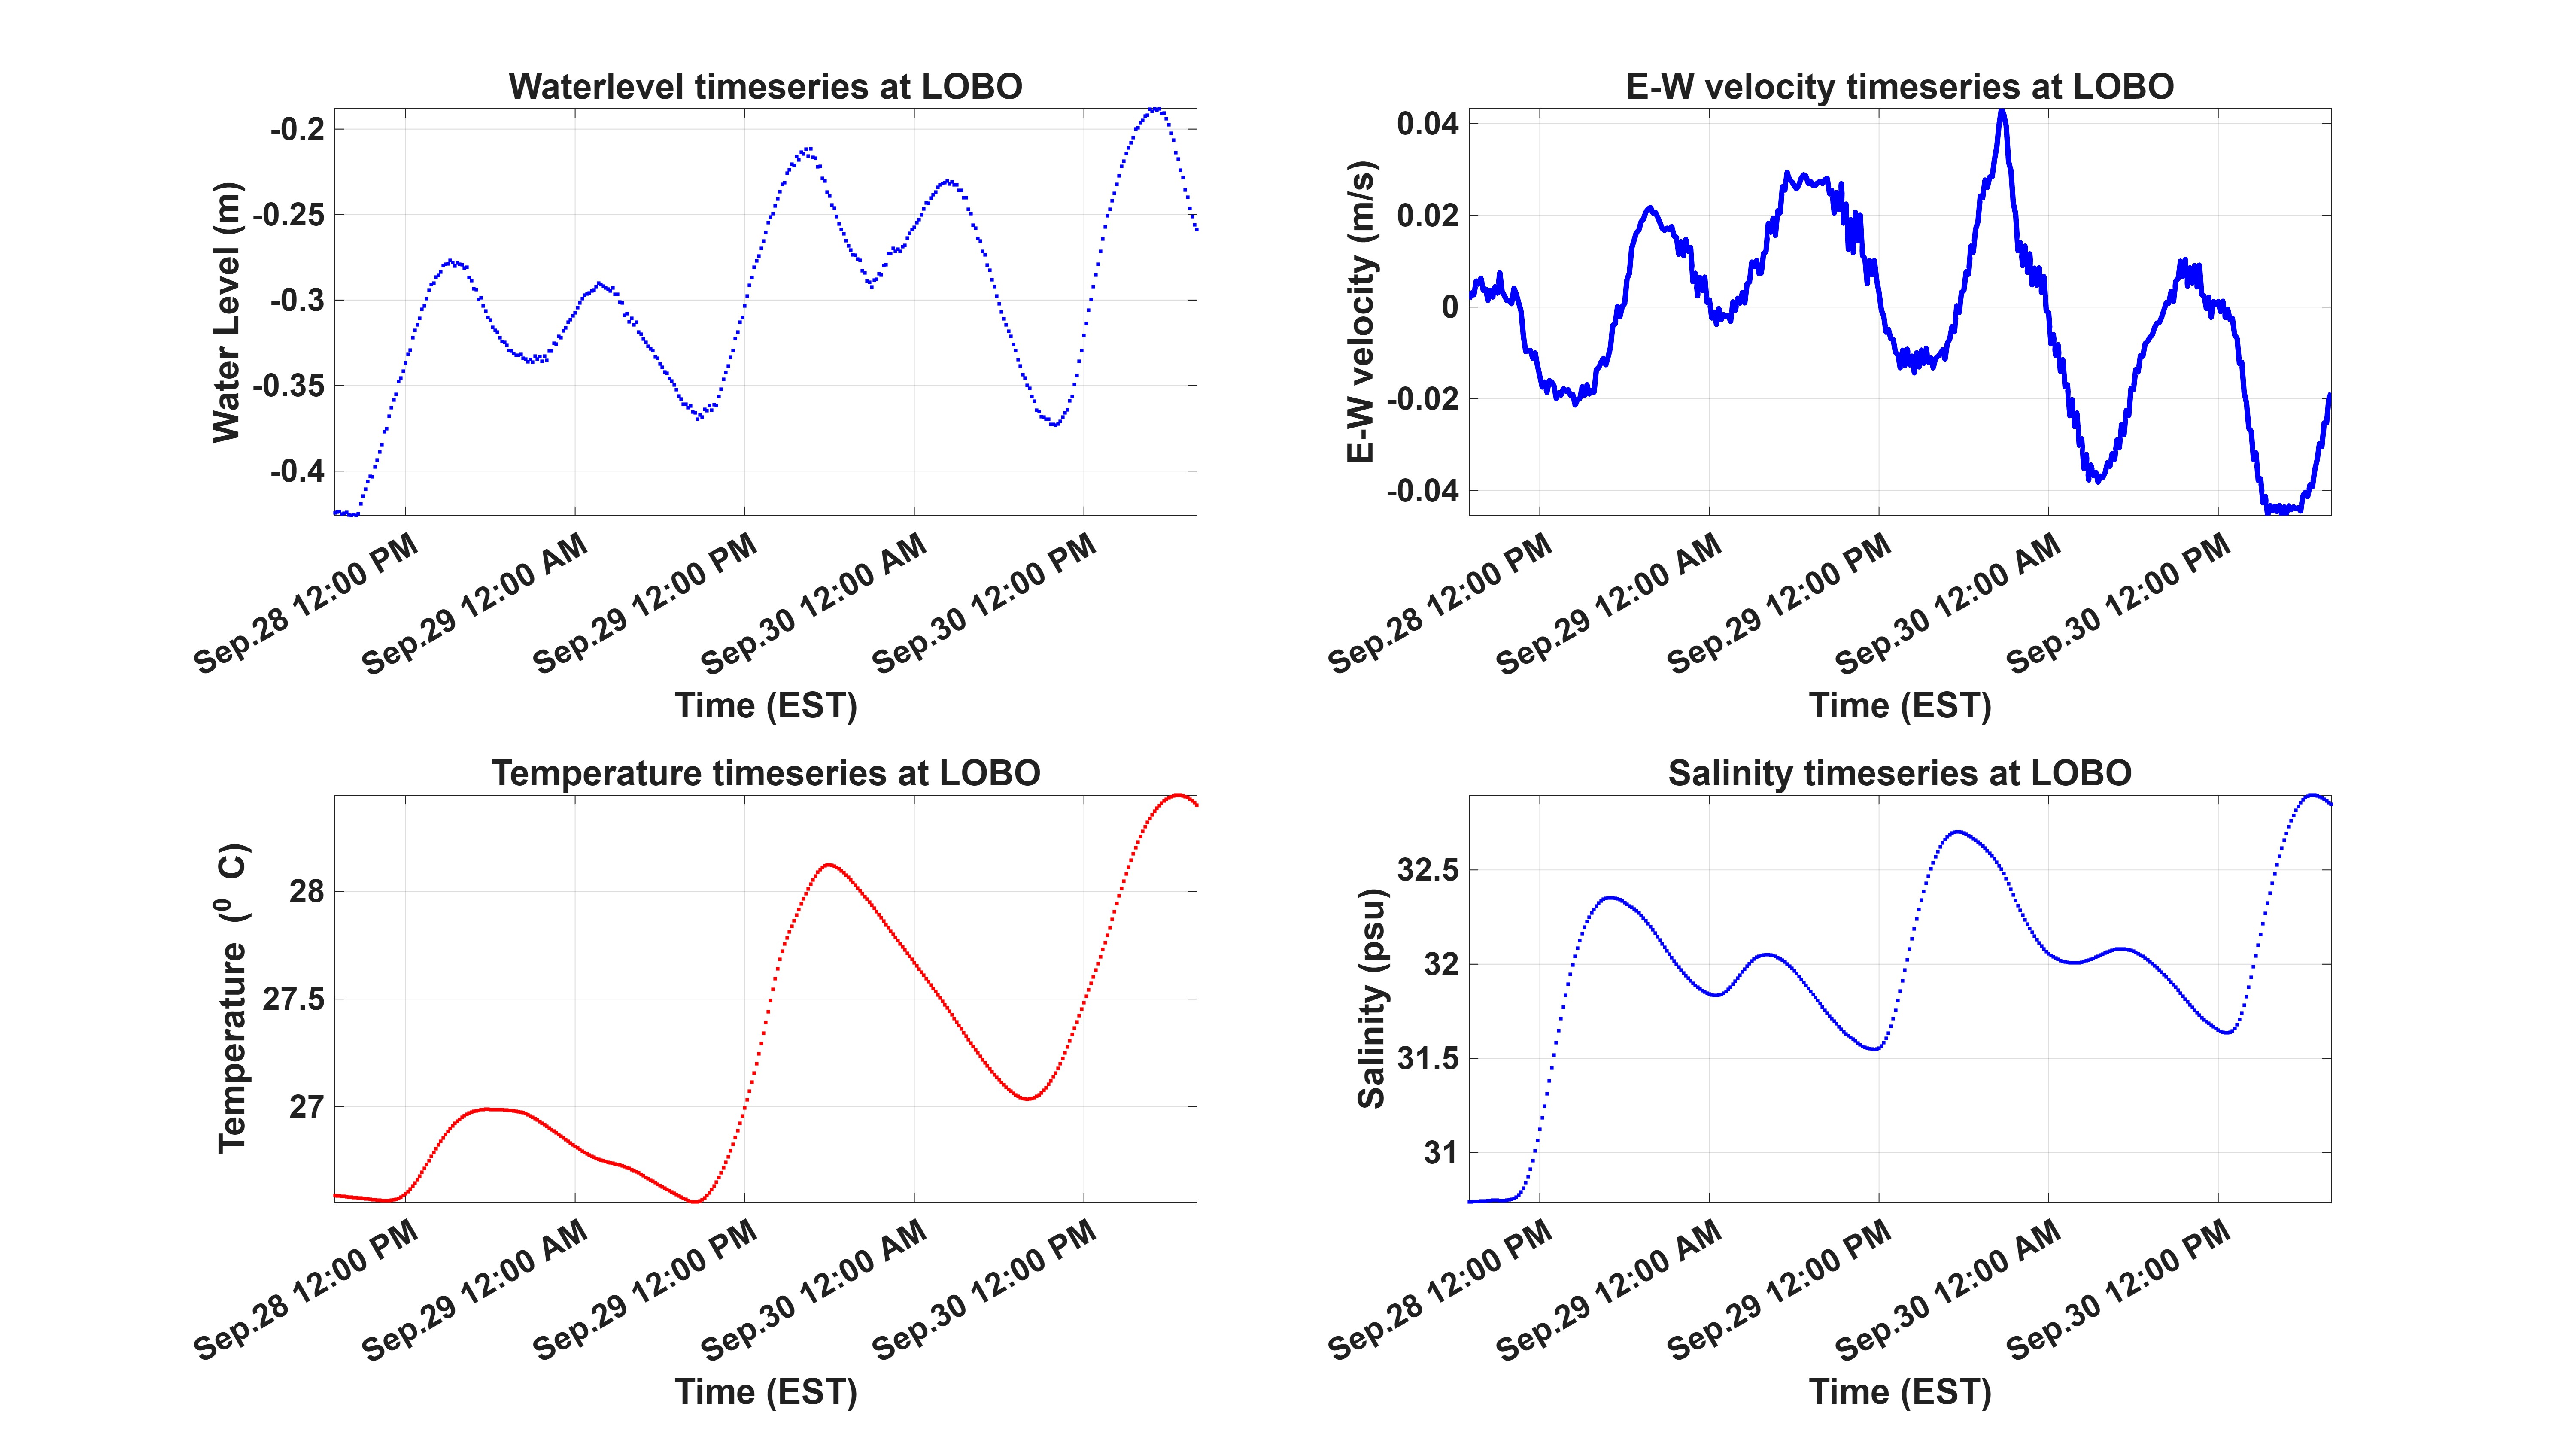 Waterlevel timeseries at LOBO
Water Level (m)
-0.2
-0.25
-0.3
-0.35
-0.4
Sep.28 12:00 PM
Sep.29 12:00 AM
Sep.29 12:00 PM
Sep.30 12:00 AM
Sep.30 12:00 PM
Time (EST)
E-W velocity timeseries at LOBO
E-W velocity (m/s)
0.04
0.02
0
-0.02
-0.04
Sep.28 12:00 PM
Sep.29 12:00 AM
Sep.29 12:00 PM
Sep.30 12:00 AM
Sep.30 12:00 PM
Time (EST)
Temperature timeseries at LOBO
Temperature (⁰ C)
28
27.5
27
Sep.28 12:00 PM
Sep.29 12:00 AM
Sep.29 12:00 PM
Sep.30 12:00 AM
Sep.30 12:00 PM
Time (EST)
Salinity timeseries at LOBO
Salinity (psu)
32.5
32
31.5
31
Sep.28 12:00 PM
Sep.29 12:00 AM
Sep.29 12:00 PM
Sep.30 12:00 AM
Sep.30 12:00 PM
Time (EST)